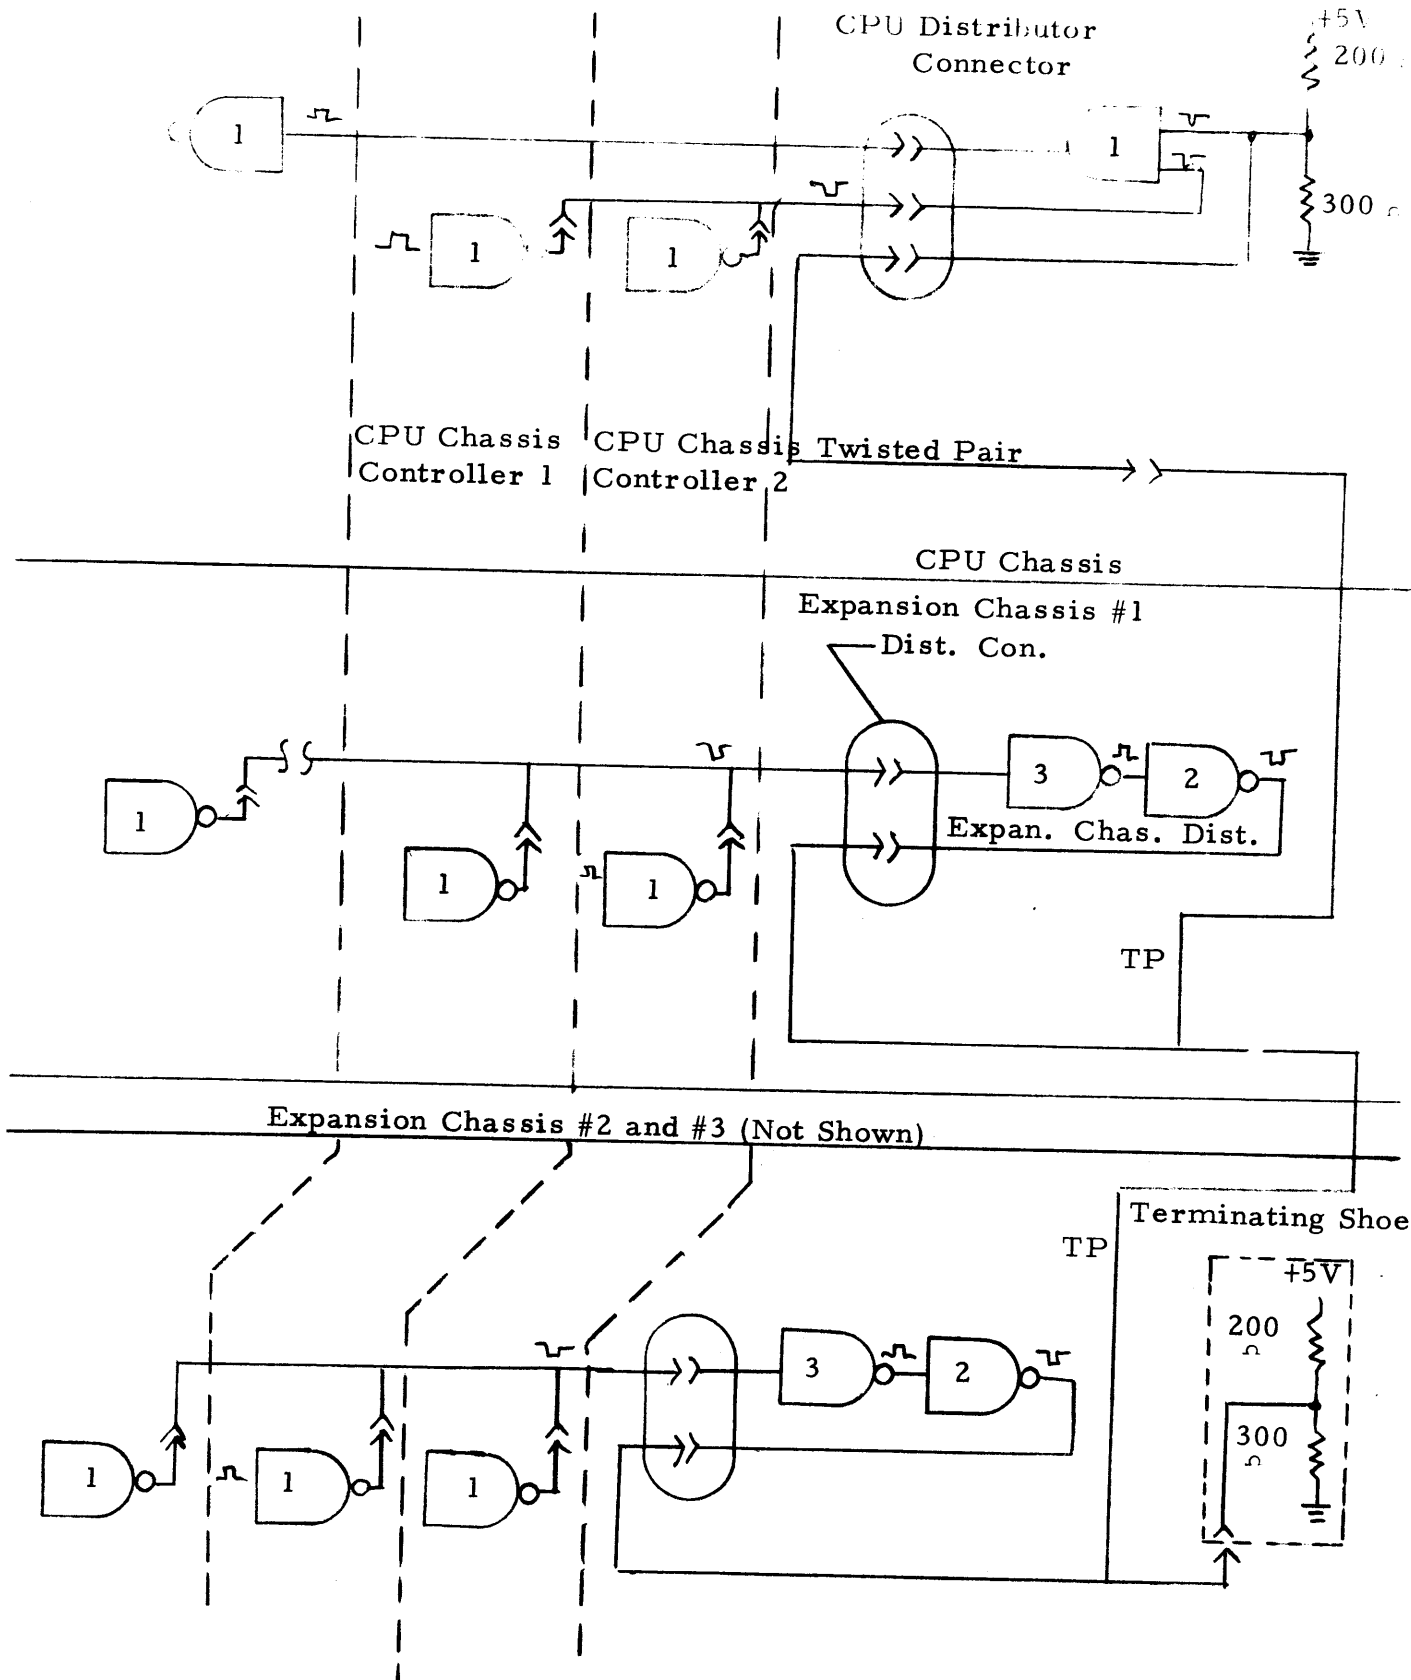 CPU Distributor
Connector
+5V
200
1
1
300 Ω
1
1
CPU Chassis
Controller 1
CPU Chassis
Controller 2
Twisted Pair
CPU Chassis
Expansion Chassis #1
Dist. Con.
3
2
1
Expan. Chas. Dist.
1
1
TP
Expansion Chassis #2 and #3 (Not Shown)
Terminating Shoe
TP
+5V
200
Ω
3
2
300
Ω
1
1
1